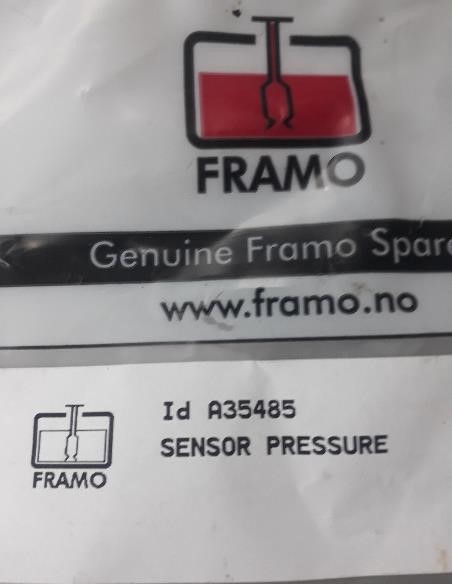 FRAMO
Genuine Framo Spare
www.framo.no
Id A35485
SENSOR PRESSURE
FRAMO